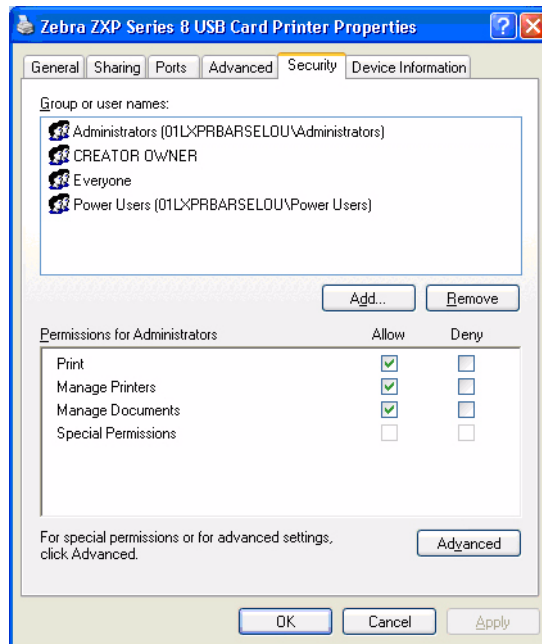 Zebra ZXP Series 8 USB Card Printer Properties
General Sharing Ports Advanced Security Device Information
Group or user names:
Administrators (01LXPRBARSELOU\Administrators)
CREATOR OWNER
Everyone
Power Users (01LXPRBARSELOU\Power Users)
Add... Remove
Permissions for Administrators Allow Deny
Print
Manage Printers
Manage Documents
Special Permissions
For special permissions or for advanced settings,
click Advanced.
Advanced
OK Cancel Apply